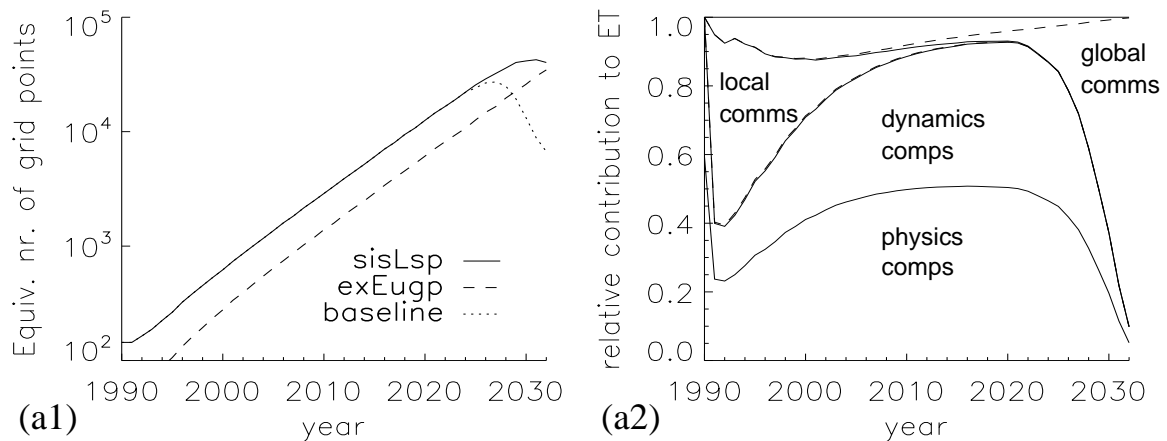 Equiv. nr. of grid points
10^5
10^4
10^3
10^2
sisLsp
exEugp
baseline
1990 2000 2010 2020 2030
year
(a1)
relative contribution to ET
1.0
0.8
0.6
0.4
0.2
0.0
local
comms
global
comms
dynamics
comps
physics
comps
1990 2000 2010 2020 2030
year
(a2)